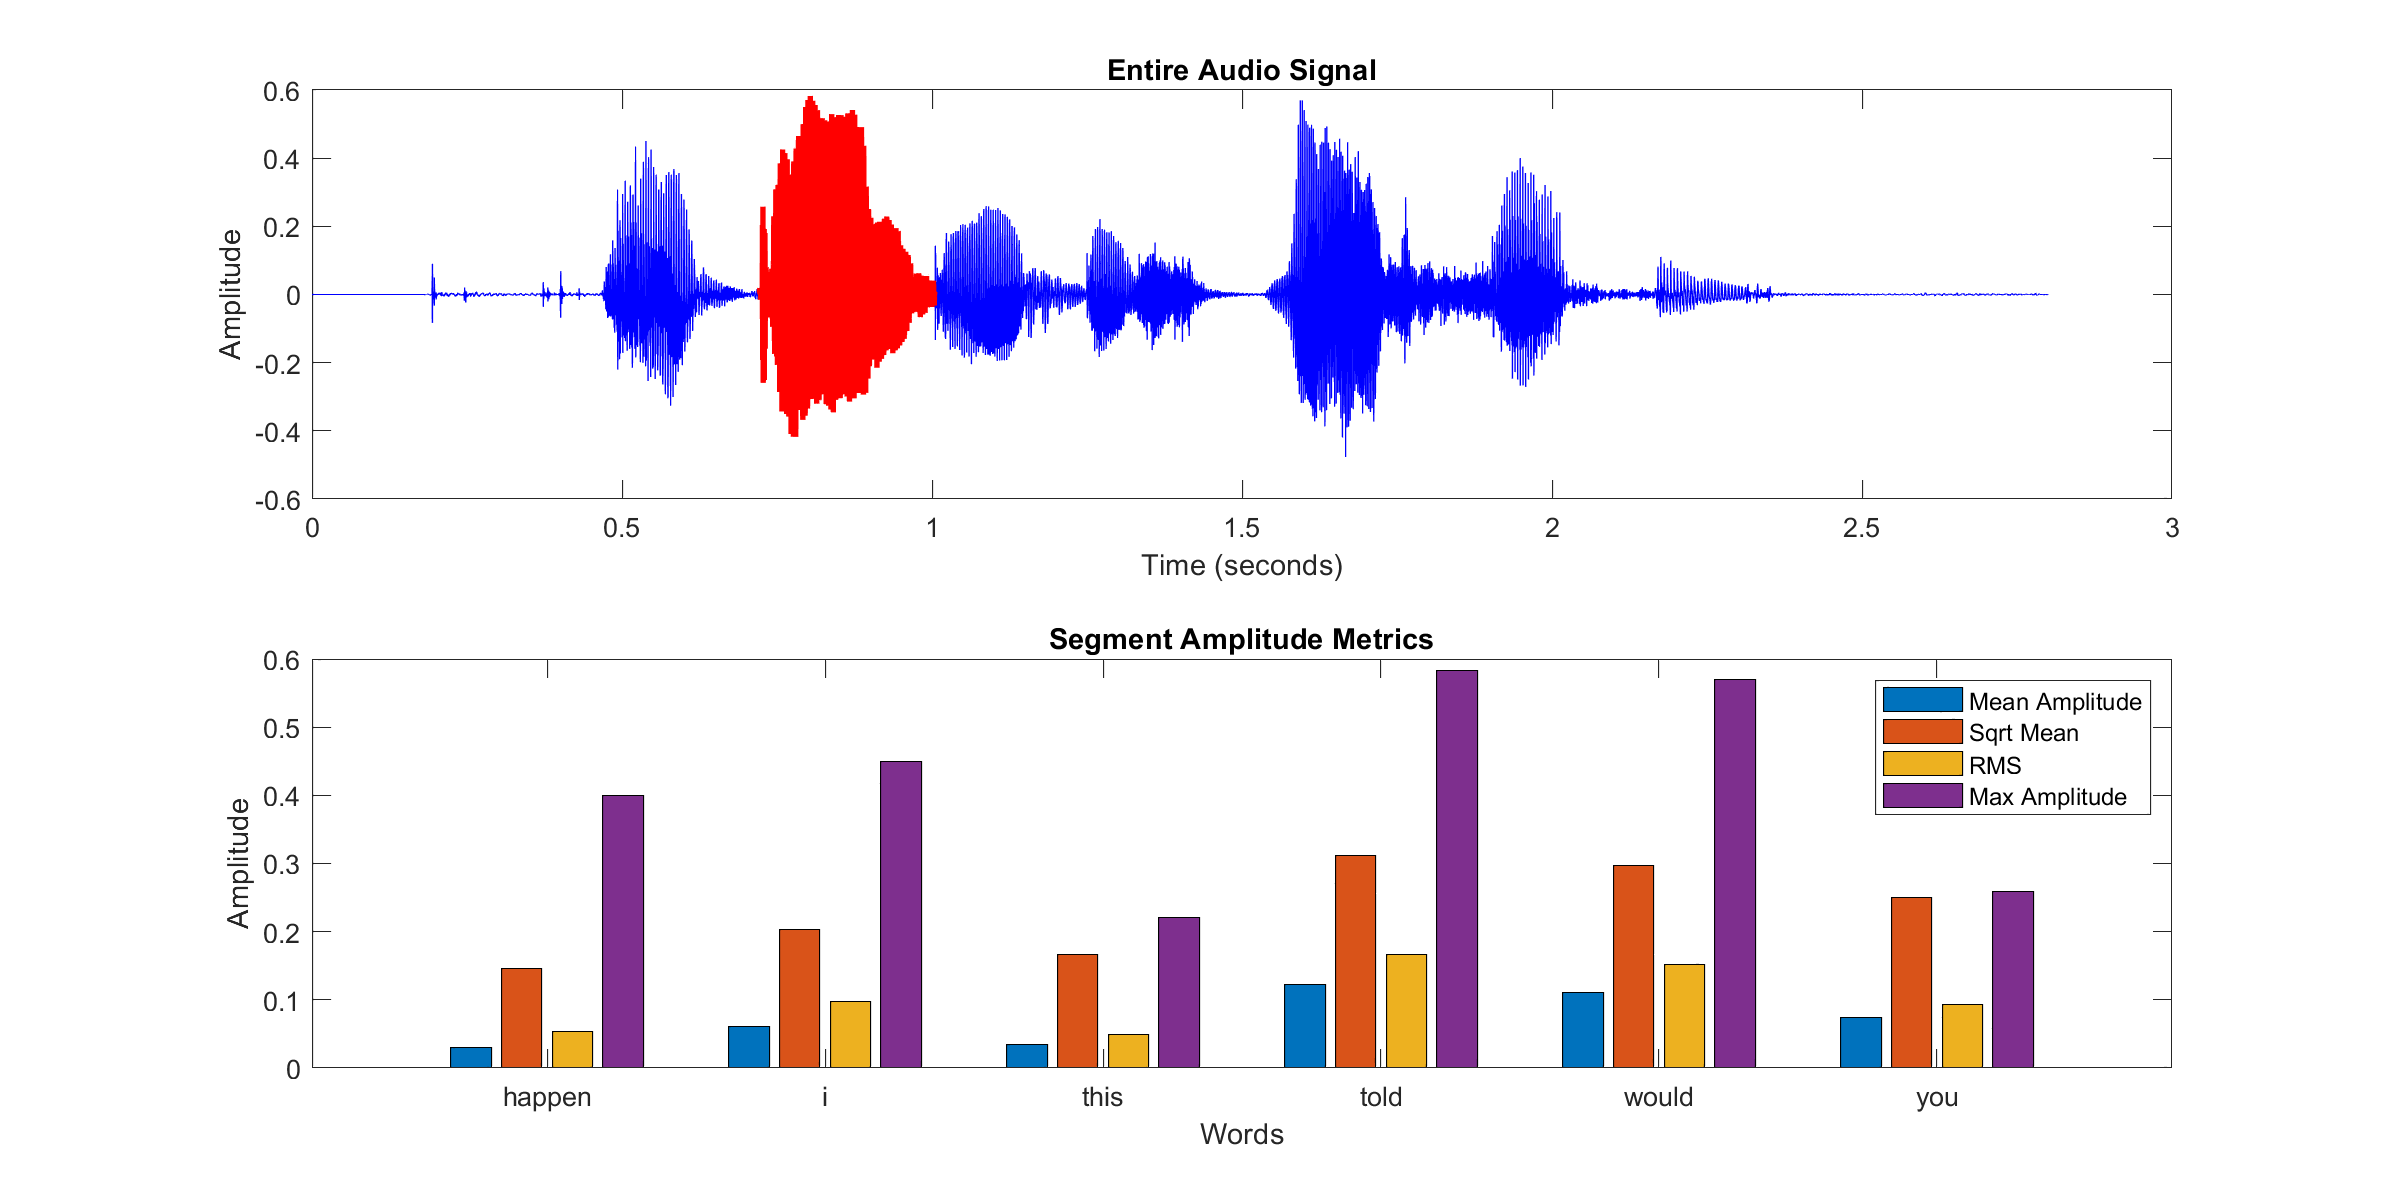 Entire Audio Signal
0.6
0.4
0.2
0
-0.2
-0.4
-0.6
Amplitude
0 0.5 1 1.5 2 2.5 3
Time (seconds)
Segment Amplitude Metrics
0.6
0.5
0.4
0.3
0.2
0.1
0
Amplitude
Mean Amplitude
Sqrt Mean
RMS
Max Amplitude
happen i this told would you
Words